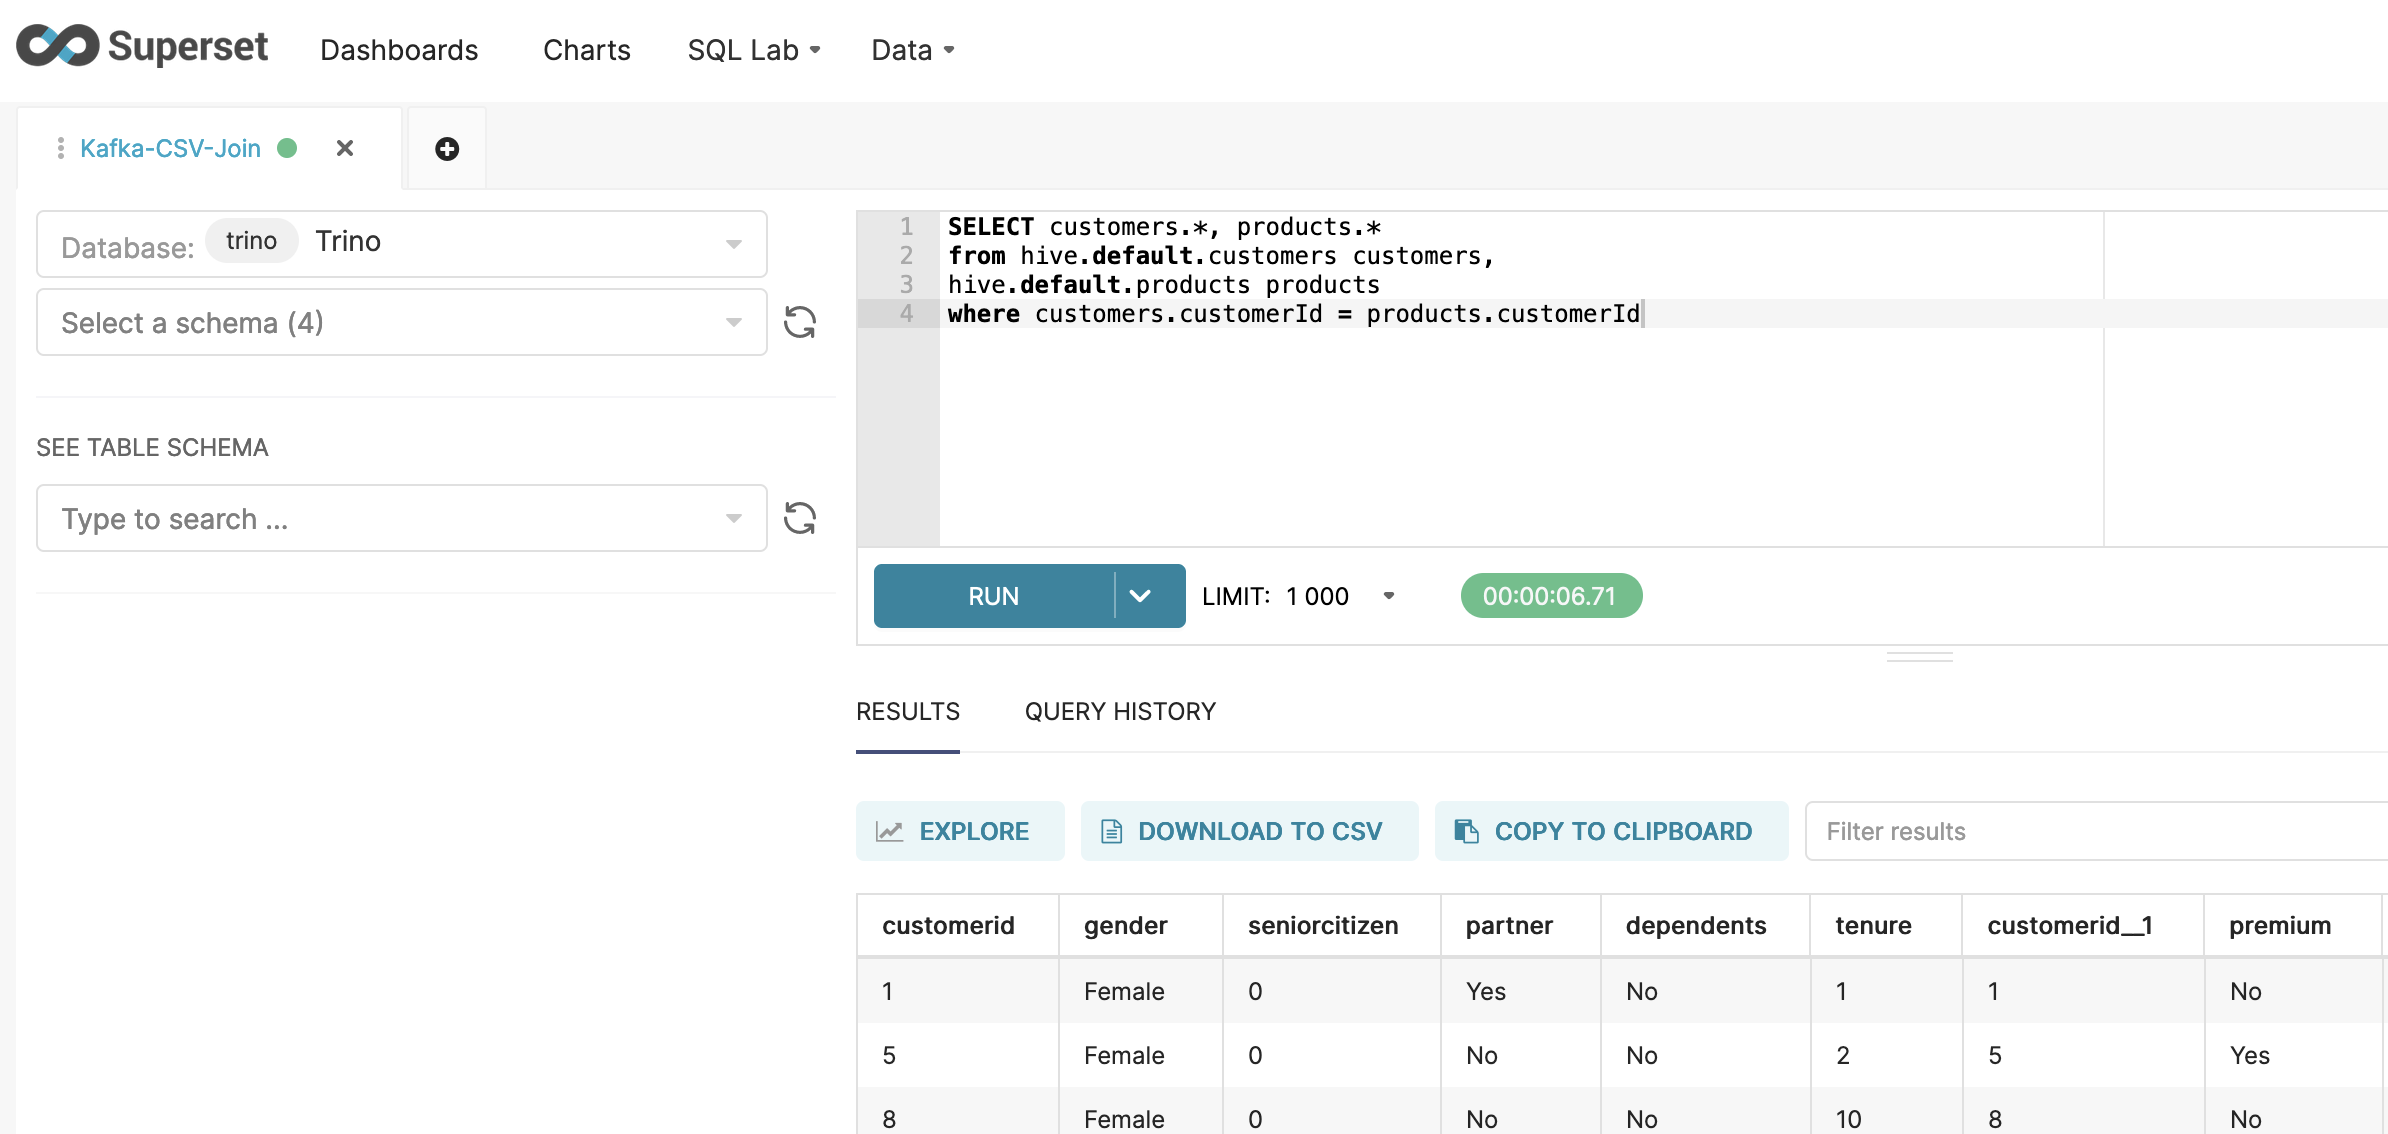 Superset Dashboards Charts SQL Lab Data
Kafka-CSV-Join
Database: trino Trino
Select a schema (4)
SEE TABLE SCHEMA
Type to search ...
1 SELECT customers.*, products.*
2 from hive.default.customers customers,
3 hive.default.products products
4 where customers.customerId = products.customerId
RUN LIMIT: 1 000 00:00:06.71
RESULTS QUERY HISTORY
EXPLORE DOWNLOAD TO CSV COPY TO CLIPBOARD Filter results
customerid gender seniorcitizen partner dependents tenure customerid__1 premium
1 Female 0 Yes No 1 1 No
5 Female 0 No No 2 5 Yes
8 Female 0 No No 10 8 No